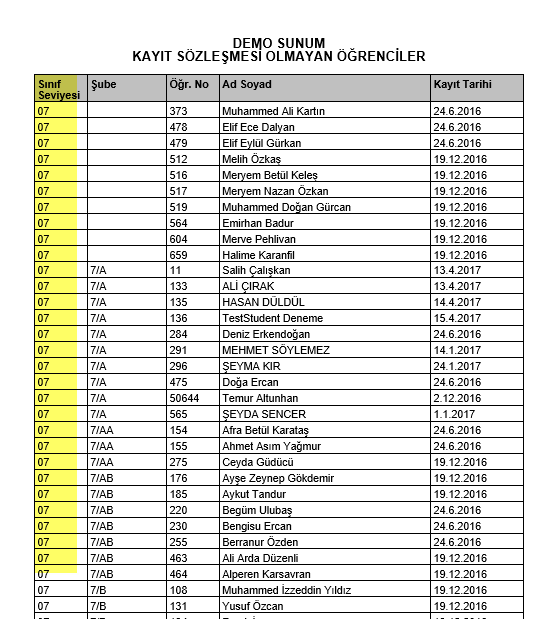 DEMO SUNUM
KAYIT SÖZLEŞMESİ OLMAYAN ÖĞRENCİLER
Sınıf Seviyesi Şube Öğr. No Ad Soyad Kayıt Tarihi
07 373 Muhammed Ali Kartın 24.6.2016
07 478 Elif Ece Dalyan 24.6.2016
07 479 Elif Eylül Gürkan 24.6.2016
07 512 Melih Özkaş 19.12.2016
07 516 Meryem Betül Keleş 19.12.2016
07 517 Meryem Nazan Özkan 19.12.2016
07 519 Muhammed Doğan Gürcan 19.12.2016
07 564 Emirhan Badur 19.12.2016
07 604 Merve Pehlivan 19.12.2016
07 659 Halime Karanfil 19.12.2016
07 7/A 11 Salih Çalışkan 13.4.2017
07 7/A 133 ALİ ÇIRAK 13.4.2017
07 7/A 135 HASAN DÜLDÜL 14.4.2017
07 7/A 136 TestStudent Deneme 15.4.2017
07 7/A 284 Deniz Erkendoğan 24.6.2016
07 7/A 291 MEHMET SÖYLEMEZ 14.1.2017
07 7/A 296 ŞEYMA KIR 24.1.2017
07 7/A 475 Doğa Ercan 24.6.2016
07 7/A 50644 Temur Altunhan 2.12.2016
07 7/A 565 ŞEYDA SENCER 1.1.2017
07 7/AA 154 Afra Betül Karataş 24.6.2016
07 7/AA 155 Ahmet Asım Yağmur 24.6.2016
07 7/AA 275 Ceyda Güdücü 19.12.2016
07 7/AB 176 Ayşe Zeynep Gökdemir 19.12.2016
07 7/AB 185 Aykut Tandur 19.12.2016
07 7/AB 220 Begüm Ulubaş 24.6.2016
07 7/AB 230 Bengisu Ercan 24.6.2016
07 7/AB 255 Berranur Özden 24.6.2016
07 7/AB 463 Ali Arda Düzenli 19.12.2016
07 7/AB 464 Alperen Karsavran 19.12.2016
07 7/B 108 Muhammed İzzeddin Yıldız 19.12.2016
07 7/B 131 Yusuf Özcan 19.12.2016